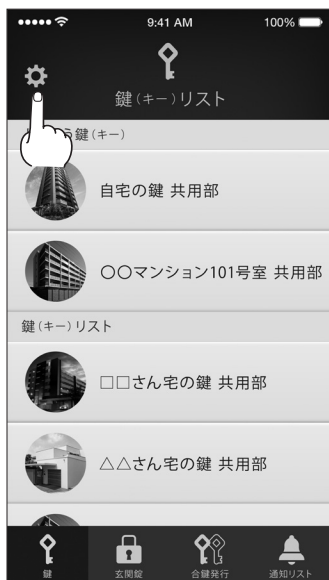 9:41 AM
100%
鍵(キー)リスト
う鍵(キー)
自宅の鍵 共用部
○○マンション101号室 共用部
鍵(キー)リスト
□□さん宅の鍵 共用部
△△さん宅の鍵 共用部
鍵
玄関錠
合鍵発行
通知リスト